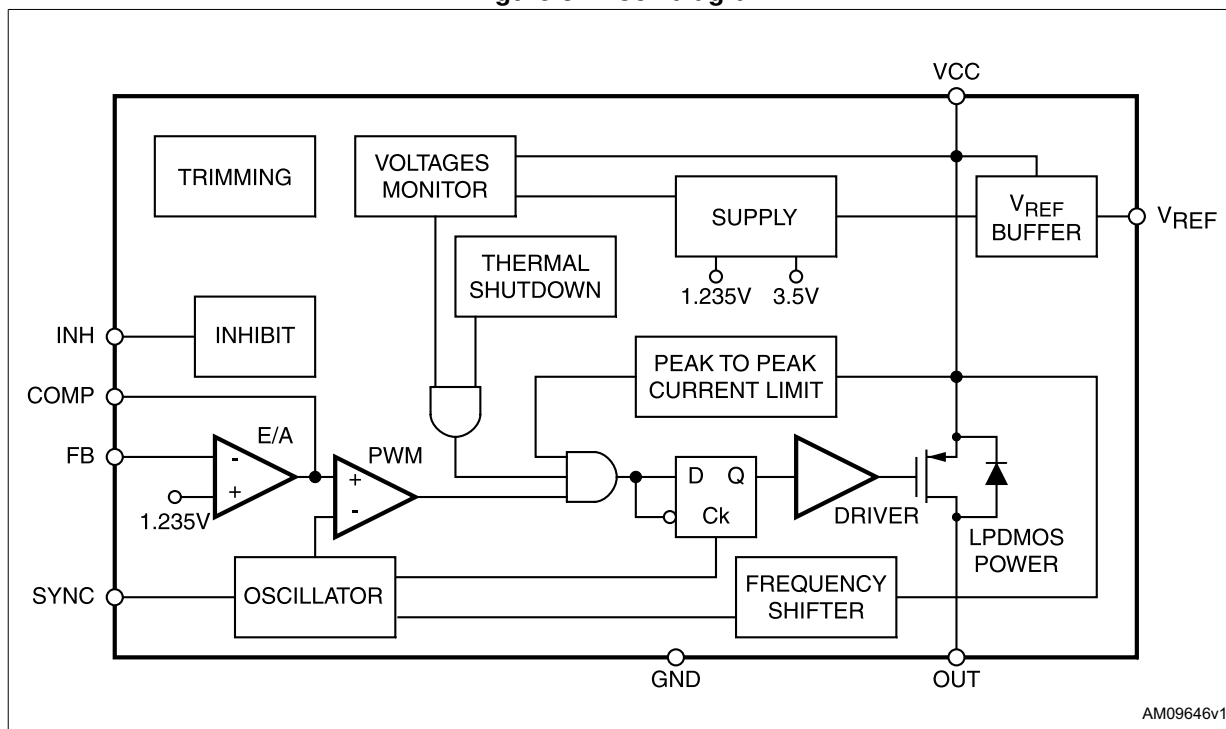 VCC
TRIMMING
VOLTAGES
MONITOR
SUPPLY
VREF
BUFFER
VREF
THERMAL
SHUTDOWN
1.235V 3.5V
INH
INHIBIT
PEAK TO PEAK
CURRENT LIMIT
COMP
E/A
FB
PWM
-
+
+
-
1.235V
D Q
Ck
DRIVER
LPDMOS
POWER
SYNC
OSCILLATOR
FREQUENCY
SHIFTER
GND
OUT
AM09646v1